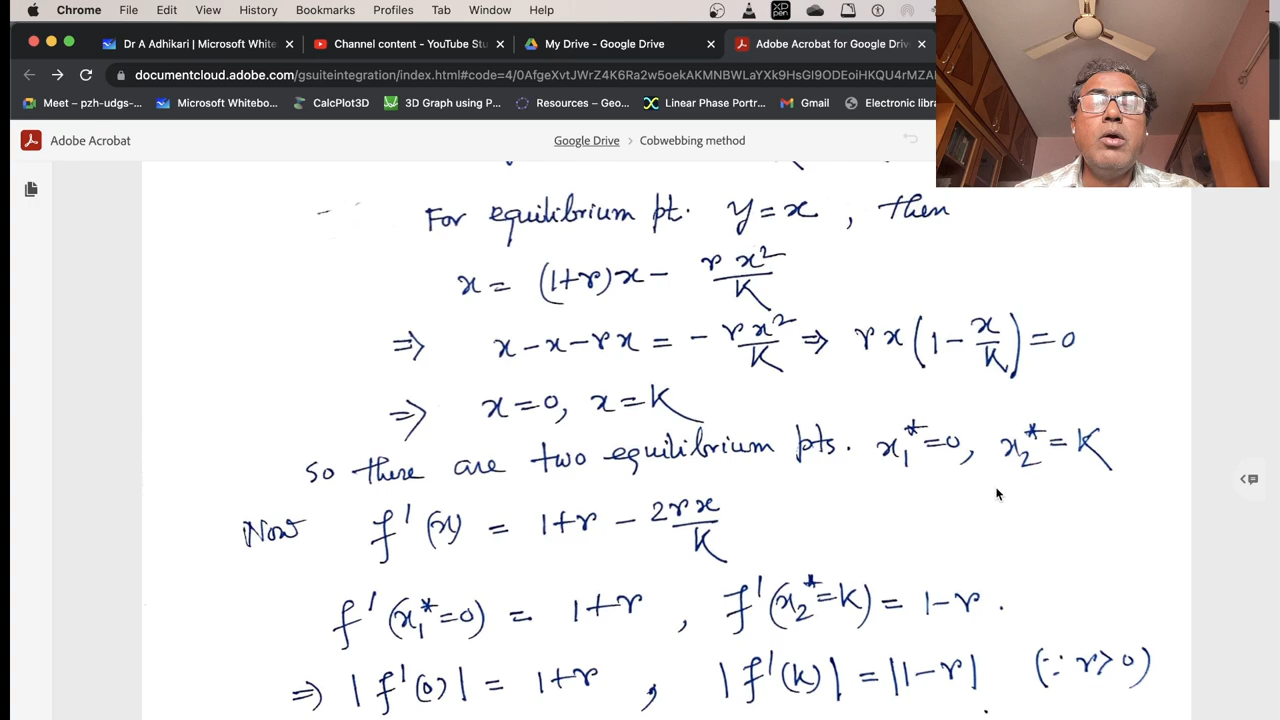 Chrome File Edit View History Bookmarks Profiles Tab Window Help
Dr A Adhikari | Microsoft White × Channel content - YouTube Stu × My Drive - Google Drive × Adobe Acrobat for Google Driv ×
documentcloud.adobe.com/gsuiteintegration/index.html#code=4/0AfgeXvtJWrZ4K6Ra2w5oekAKMNBWLaYXk9HsGl9ODEoiHKQU4rMZA
Meet – pzh-udgs-... Microsoft Whitebo... CalcPlot3D 3D Graph using P... Resources – Geo... Linear Phase Portr... Gmail Electronic libra
Adobe Acrobat Google Drive > Cobwebbing method
For equilibrium pt. y = x, then
x = (1+r)x − r x²/K
⇒ x − x − rx = − r x²/K ⇒ r x (1 − x/K) = 0
⇒ x = 0, x = K
So there are two equilibrium pts. x₁* = 0, x₂* = K
Now f'(x) = 1 + r − 2rx/K
f'(x₁* = 0) = 1 + r , f'(x₂* = K) = 1 − r .
⇒ |f'(0)| = 1 + r , |f'(K)| = |1 − r| (∵ r > 0)